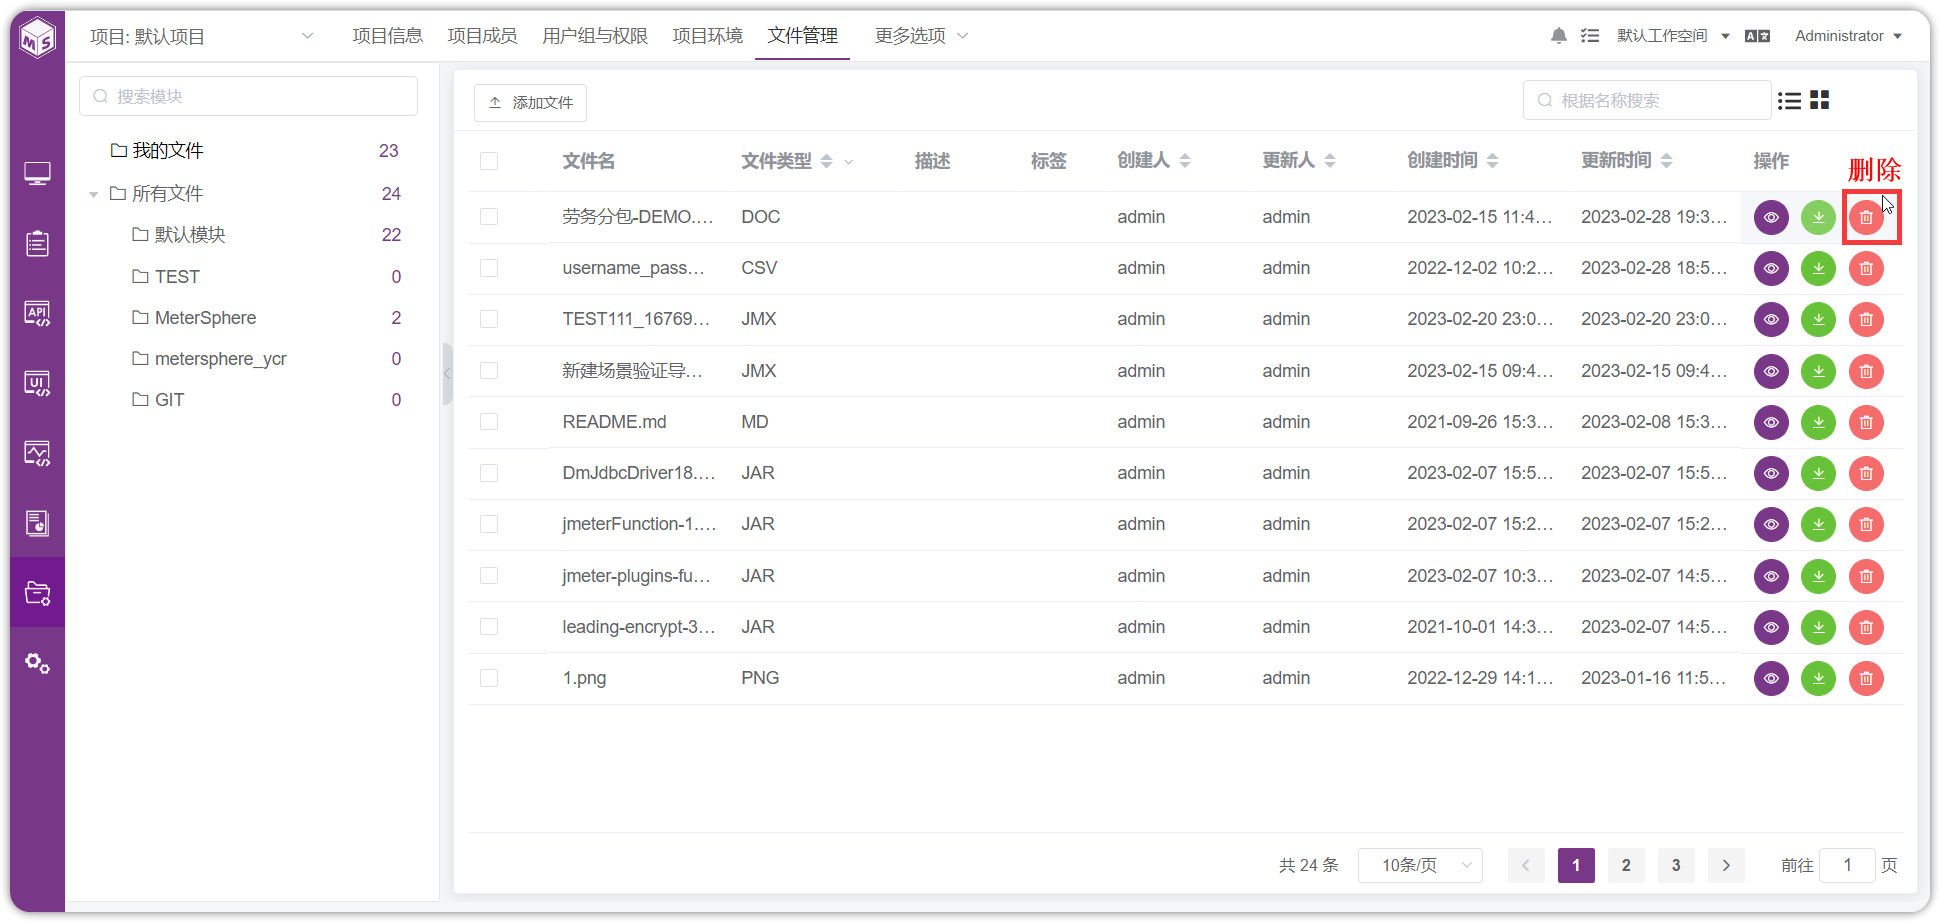 MS
项目: 默认项目
项目信息 项目成员 用户组与权限 项目环境 文件管理 更多选项
默认工作空间 A文 Administrator
搜索模块
我的文件 23
所有文件 24
默认模块 22
TEST 0
MeterSphere 2
metersphere_ycr 0
GIT 0
API
UI
添加文件
根据名称搜索
文件名 文件类型 描述 标签 创建人 更新人 创建时间 更新时间 操作
删除
劳务分包-DEMO.... DOC admin admin 2023-02-15 11:4... 2023-02-28 19:3...
username_pass... CSV admin admin 2022-12-02 10:2... 2023-02-28 18:5...
TEST111_16769... JMX admin admin 2023-02-20 23:0... 2023-02-20 23:0...
新建场景验证导... JMX admin admin 2023-02-15 09:4... 2023-02-15 09:4...
README.md MD admin admin 2021-09-26 15:3... 2023-02-08 15:3...
DmJdbcDriver18.... JAR admin admin 2023-02-07 15:5... 2023-02-07 15:5...
jmeterFunction-1.... JAR admin admin 2023-02-07 15:2... 2023-02-07 15:2...
jmeter-plugins-fu... JAR admin admin 2023-02-07 10:3... 2023-02-07 14:5...
leading-encrypt-3... JAR admin admin 2021-10-01 14:3... 2023-02-07 14:5...
1.png PNG admin admin 2022-12-29 14:1... 2023-01-16 11:5...
共 24 条 10条/页 1 2 3 前往 1 页